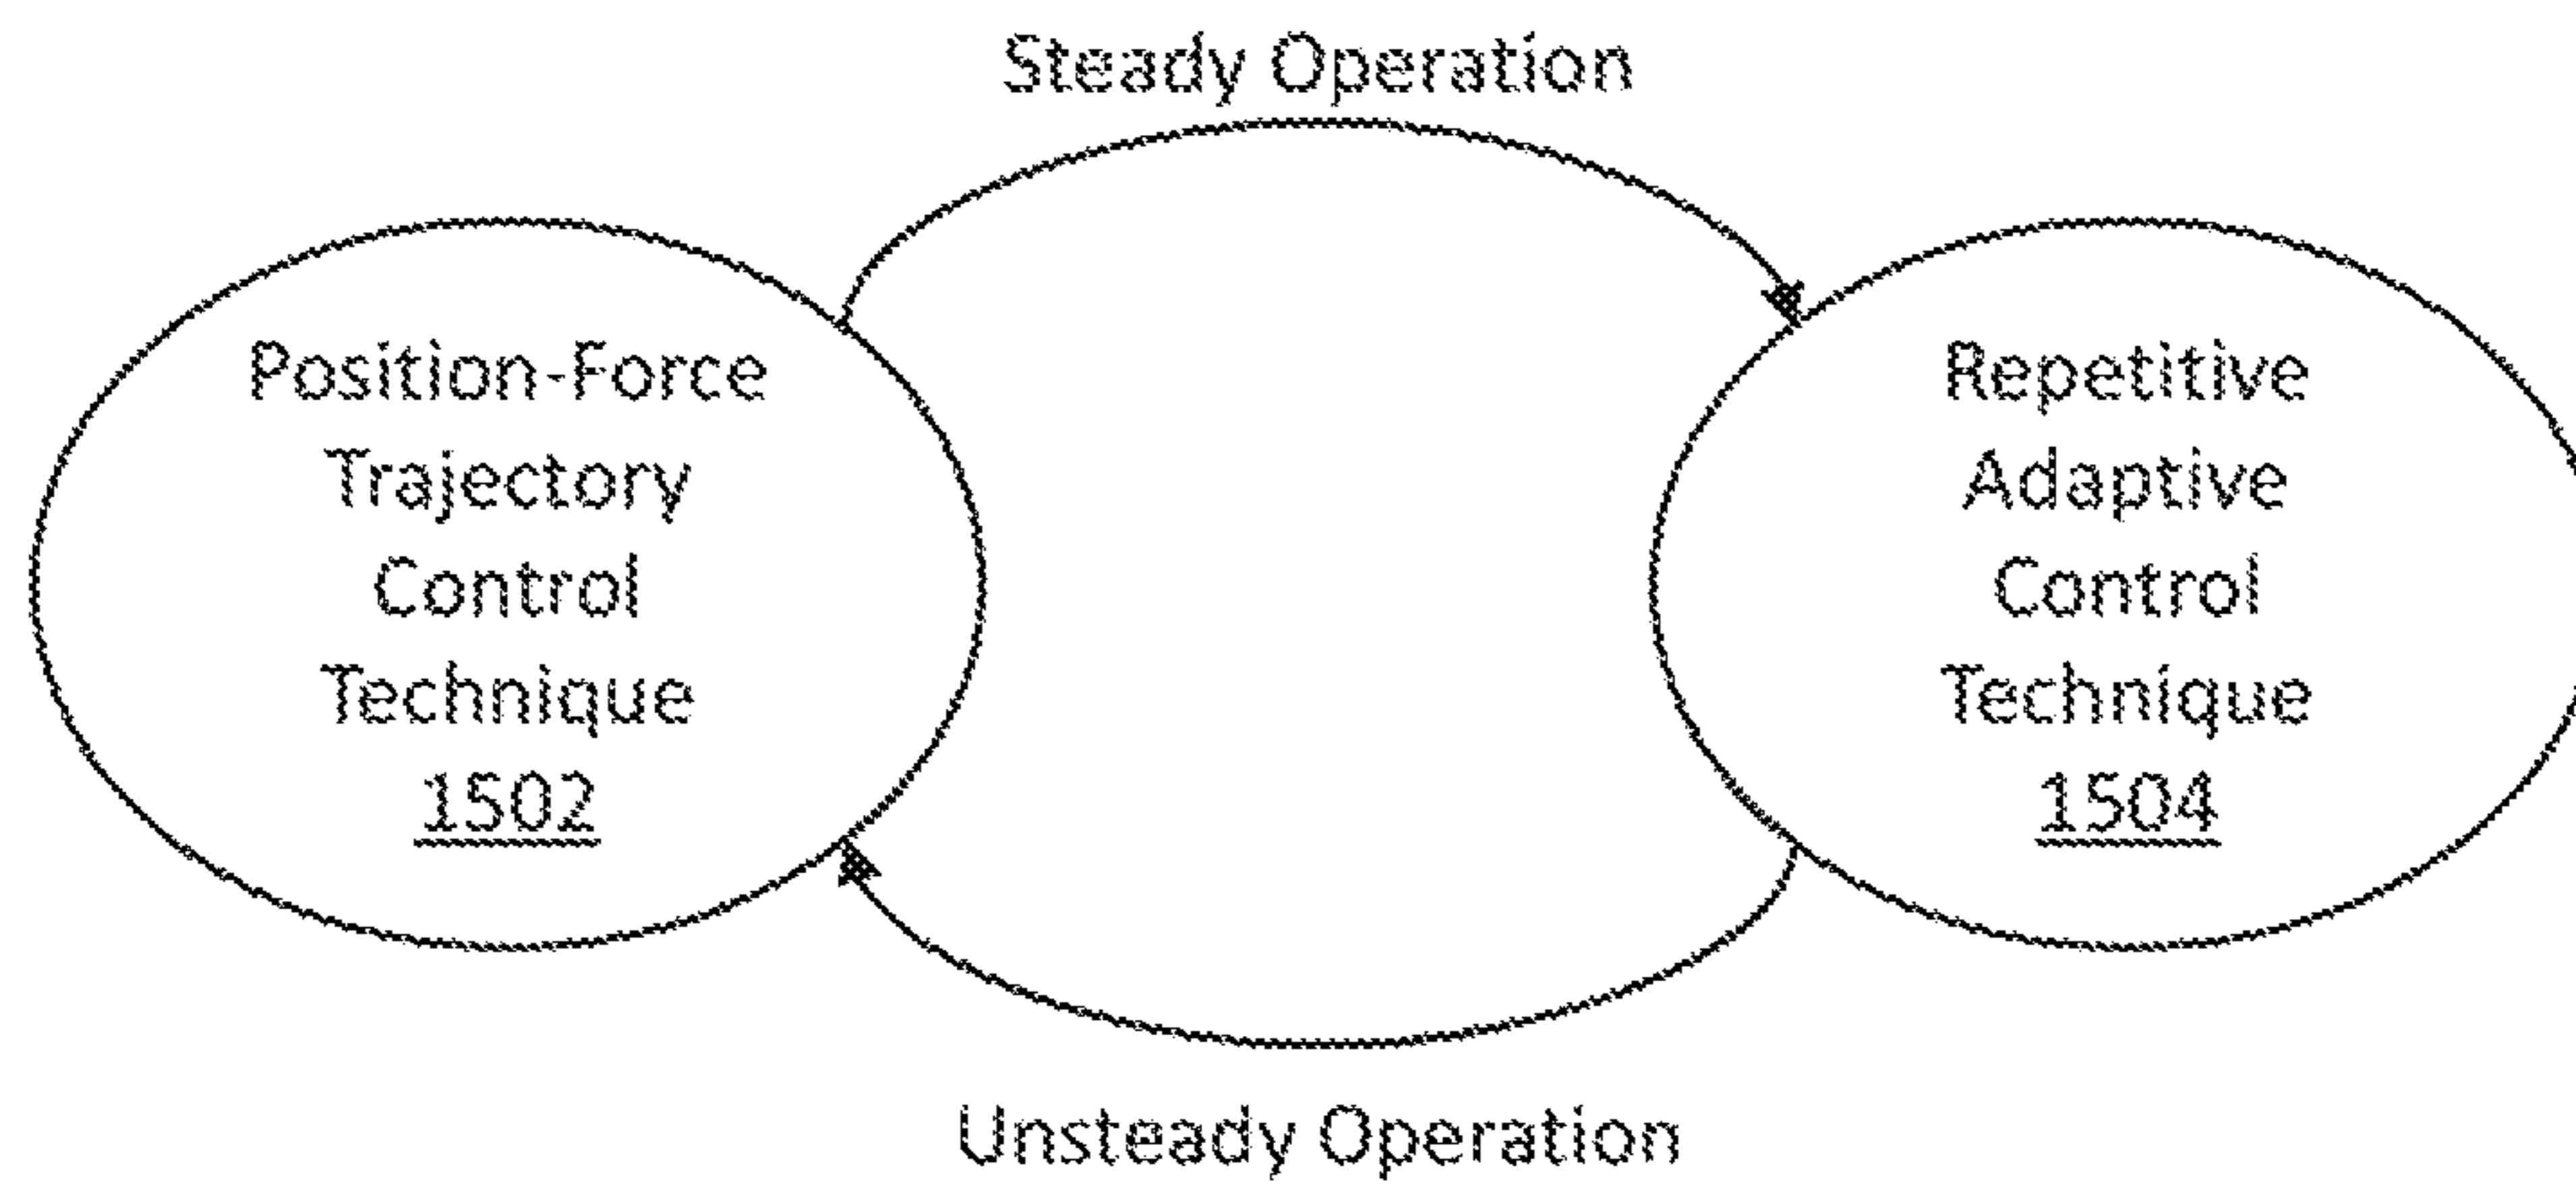 Steady Operation
Position-Force
Trajectory
Control
Technique
1502
Repetitive
Adaptive
Control
Technique
1504
Unsteady Operation